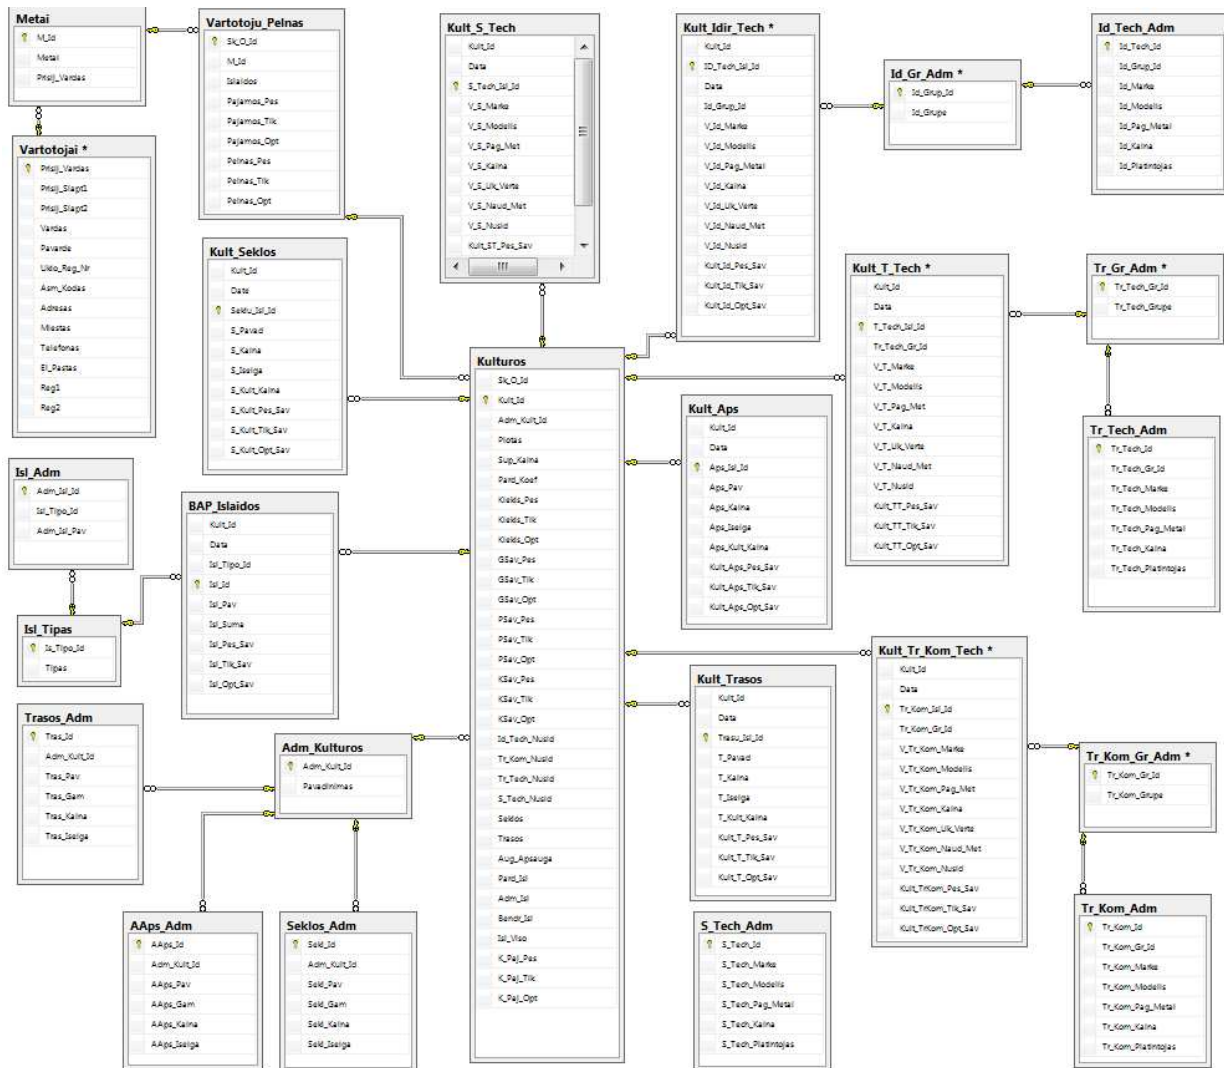 Metai
M_Id
Metai
Prisij_Vardas
Vartotoju_Pelnas
Sk_O_Id
M_Id
Islaidos
Pajamos_Pes
Pajamos_Tik
Pajamos_Opt
Pelnas_Pes
Pelnas_Tik
Pelnas_Opt
Kult_S_Tech
Kult_Id
Data
S_Tech_Isl_Id
V_S_Marke
V_S_Modelis
V_S_Pag_Met
V_S_Kaina
V_S_Uk_Verte
V_S_Naud_Met
V_S_Nusid
Kult_ST_Pes_Sav
Kult_Idir_Tech *
Kult_Id
ID_Tech_Isl_Id
Data
Id_Grup_Id
V_Id_Marke
V_Id_Modelis
V_Id_Pag_Metai
V_Id_Kaina
V_Id_Uk_Verte
V_Id_Naud_Met
V_Id_Nusid
Kult_Id_Pes_Sav
Kult_Id_Tik_Sav
Kult_Id_Opt_Sav
Id_Gr_Adm *
Id_Grup_Id
Id_Grupe
Id_Tech_Adm
Id_Tech_Id
Id_Grup_Id
Id_Marke
Id_Modelis
Id_Pag_Metai
Id_Kaina
Id_Platintojas
Vartotojai *
Prisij_Vardas
Prisij_Slapt1
Prisij_Slapt2
Vardas
Pavarde
Ukio_Reg_Nr
Asm_Kodas
Adresas
Miestas
Telefonas
El_Pastas
Reg1
Reg2
Kult_Seklos
Kult_Id
Date
Seklu_Isl_Id
S_Pavad
S_Kaina
S_Iseiga
S_Kult_Kaina
S_Kult_Pes_Sav
S_Kult_Tik_Sav
S_Kult_Opt_Sav
Kult_T_Tech *
Kult_Id
Data
T_Tech_Isl_Id
Tr_Tech_Gr_Id
V_T_Marke
V_T_Modelis
V_T_Pag_Met
V_T_Kaina
V_T_Uk_Verte
V_T_Naud_Met
V_T_Nusid
Kult_TT_Pes_Sav
Kult_TT_Tik_Sav
Kult_TT_Opt_Sav
Tr_Gr_Adm *
Tr_Tech_Gr_Id
Tr_Tech_Grupe
Tr_Tech_Adm
Tr_Tech_Id
Tr_Tech_Gr_Id
Tr_Tech_Marke
Tr_Tech_Modelis
Tr_Tech_Pag_Metai
Tr_Tech_Kaina
Tr_Tech_Platintojas
Kulturos
Sk_O_Id
Kult_Id
Adm_Kult_Id
Plotas
Sup_Kaina
Pard_Koef
Kiekis_Pes
Kiekis_Tik
Kiekis_Opt
GSav_Pes
GSav_Tik
GSav_Opt
PSav_Pes
PSav_Tik
PSav_Opt
KSav_Pes
KSav_Tik
KSav_Opt
Id_Tech_Nusid
Tr_Kom_Nusid
Tr_Tech_Nusid
S_Tech_Nusid
Seklos
Trasos
Aug_Apsauga
Pard_Isl
Adm_Isl
Bendr_Isl
Isl_Viso
K_Paj_Pes
K_Paj_Tik
K_Paj_Opt
Kult_Aps
Kult_Id
Data
Aps_Isl_Id
Aps_Pav
Aps_Kaina
Aps_Iseiga
Aps_Kult_Kaina
Kult_Aps_Pes_Sav
Kult_Aps_Tik_Sav
Kult_Aps_Opt_Sav
Isl_Adm
Adm_Isl_Id
Isl_Tipo_Id
Adm_Isl_Pav
BAP_Islaidos
Kult_Id
Data
Isl_Tipo_Id
Isl_Id
Isl_Pav
Isl_Suma
Isl_Pes_Sav
Isl_Tik_Sav
Isl_Opt_Sav
Isl_Tipas
Is_Tipo_Id
Tipas
Trasos_Adm
Tras_Id
Adm_Kult_Id
Tras_Pav
Tras_Gam
Tras_Kaina
Tras_Iseiga
Adm_Kulturos
Adm_Kult_Id
Pavadinimas
Kult_Trasos
Kult_Id
Data
Trasu_Isl_Id
T_Pavad
T_Kaina
T_Iseiga
T_Kult_Kaina
Kult_T_Pes_Sav
Kult_T_Tik_Sav
Kult_T_Opt_Sav
Kult_Tr_Kom_Tech *
Kult_Id
Data
Tr_Kom_Isl_Id
Tr_Kom_Gr_Id
V_Tr_Kom_Marke
V_Tr_Kom_Modelis
V_Tr_Kom_Pag_Met
V_Tr_Kom_Kaina
V_Tr_Kom_Uk_Verte
V_Tr_Kom_Naud_Met
V_Tr_Kom_Nusid
Kult_TrKom_Pes_Sav
Kult_TrKom_Tik_Sav
Kult_TrKom_Opt_Sav
Tr_Kom_Gr_Adm *
Tr_Kom_Gr_Id
Tr_Kom_Grupe
AAps_Adm
AAps_Id
Adm_Kult_Id
AAps_Pav
AAps_Gam
AAps_Kaina
AAps_Iseiga
Seklos_Adm
Sekl_Id
Adm_Kult_Id
Sekl_Pav
Sekl_Gam
Sekl_Kaina
Sekl_Iseiga
S_Tech_Adm
S_Tech_Id
S_Tech_Marke
S_Tech_Modelis
S_Tech_Pag_Metai
S_Tech_Kaina
S_Tech_Platintojas
Tr_Kom_Adm
Tr_Kom_Id
Tr_Kom_Gr_Id
Tr_Kom_Marke
Tr_Kom_Modelis
Tr_Kom_Pag_Metai
Tr_Kom_Kaina
Tr_Kom_Platintojas